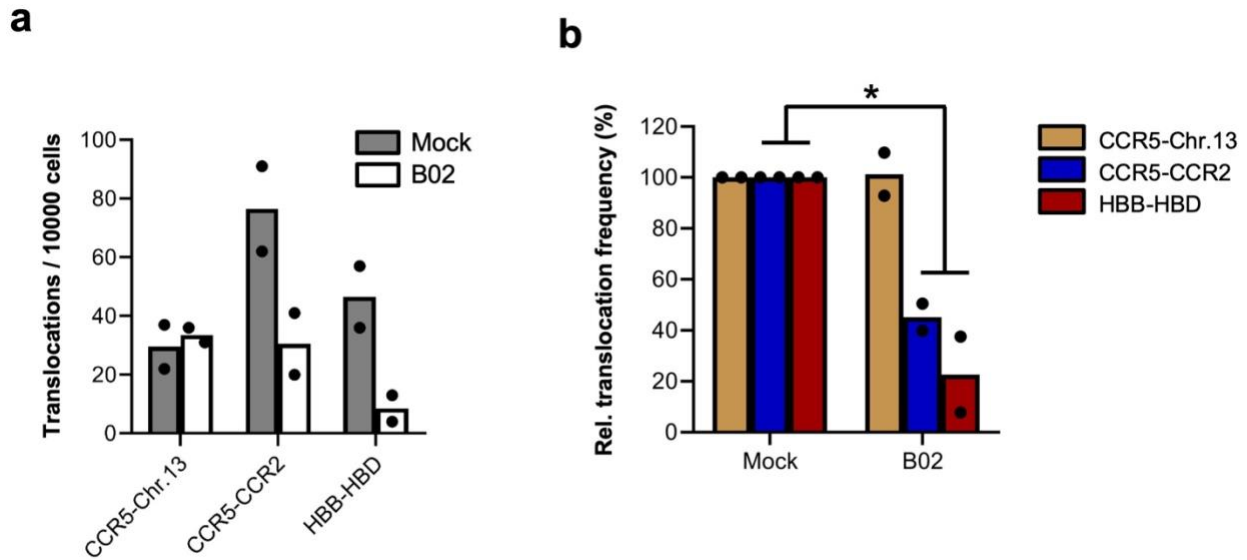 a
Translocations / 10000 cells
100
80
60
40
20
0
Mock
B02
CCR5-Chr.13
CCR5-CCR2
HBB-HBD
b
Rel. translocation frequency (%)
120
100
80
60
40
20
0
*
Mock
B02
CCR5-Chr.13
CCR5-CCR2
HBB-HBD